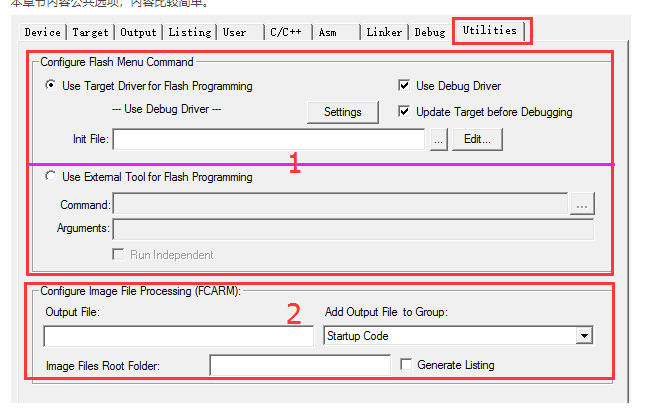 本章节内容公共选项，内容比较简单。
Device Target Output Listing User C/C++ Asm Linker Debug Utilities
Configure Flash Menu Command
Use Target Driver for Flash Programming Use Debug Driver
--- Use Debug Driver --- Settings Update Target before Debugging
Init File: ... Edit...
1
Use External Tool for Flash Programming
Command: ...
Arguments:
Run Independent
Configure Image File Processing (FCARM):
Output File: 2 Add Output File to Group:
Startup Code
Image Files Root Folder: Generate Listing